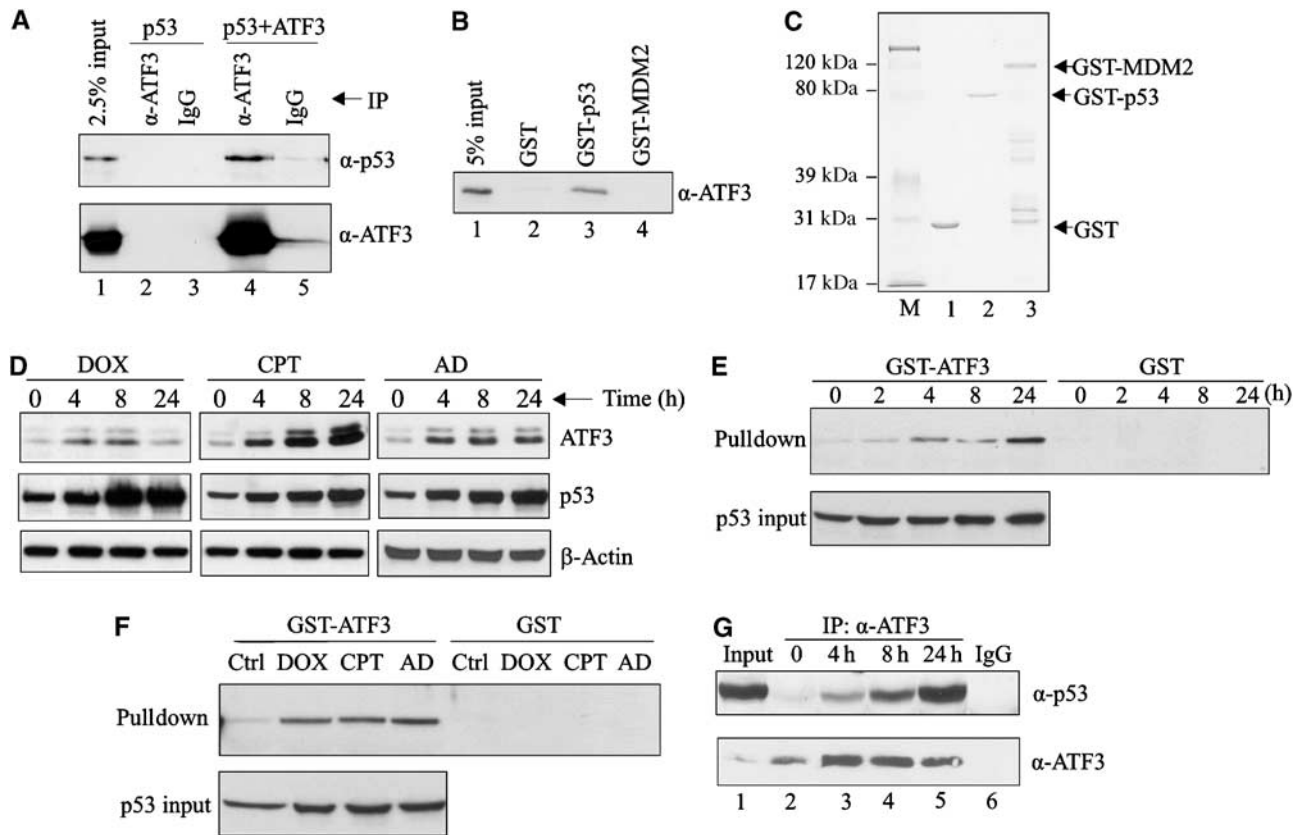 A
p53 p53+ATF3
2.5% input α-ATF3 IgG α-ATF3 IgG ← IP
α-p53
α-ATF3
1 2 3 4 5
B
5% input GST GST-p53 GST-MDM2
α-ATF3
1 2 3 4
C
120 kDa GST-MDM2
80 kDa GST-p53
39 kDa
31 kDa GST
17 kDa
M 1 2 3
D
DOX CPT AD
0 4 8 24 0 4 8 24 0 4 8 24 ← Time (h)
ATF3
p53
β-Actin
E
GST-ATF3 GST
0 2 4 8 24 0 2 4 8 24 (h)
Pulldown
p53 input
F
GST-ATF3 GST
Ctrl DOX CPT AD Ctrl DOX CPT AD
Pulldown
p53 input
G
IP: α-ATF3
Input 0 4 h 8 h 24 h IgG
α-p53
α-ATF3
1 2 3 4 5 6